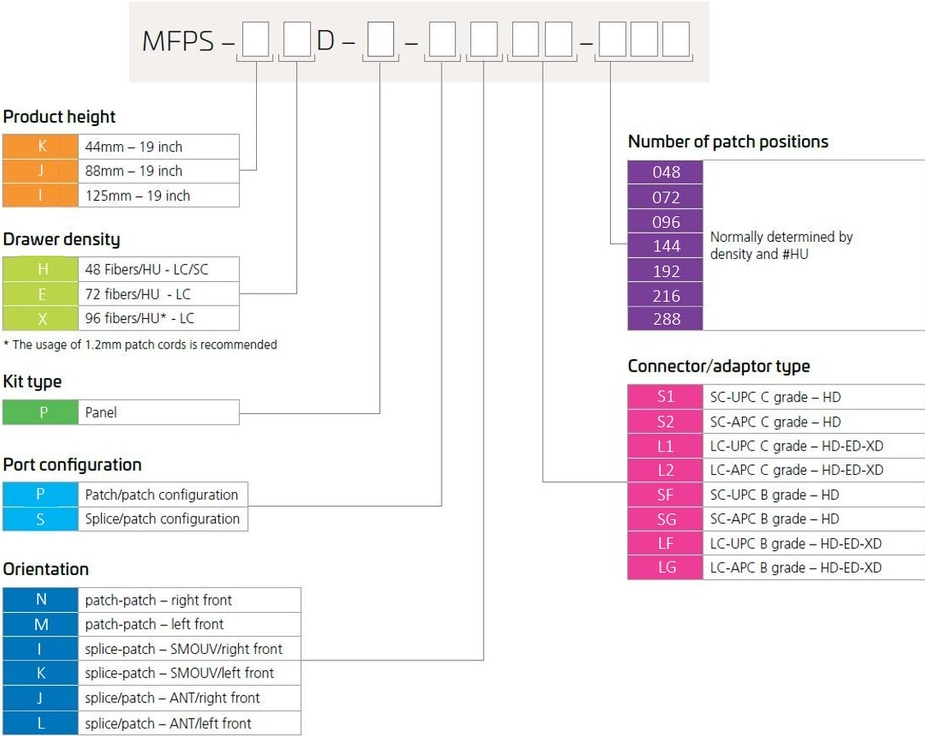 MFPS – D – – –
Product height
K 44mm – 19 inch
J 88mm – 19 inch
I 125mm – 19 inch
Drawer density
H 48 Fibers/HU - LC/SC
E 72 fibers/HU - LC
X 96 fibers/HU* - LC
* The usage of 1.2mm patch cords is recommended
Kit type
P Panel
Port configuration
P Patch/patch configuration
S Splice/patch configuration
Orientation
N patch-patch – right front
M patch-patch – left front
I splice-patch – SMOUV/right front
K splice-patch – SMOUV/left front
J splice/patch – ANT/right front
L splice/patch – ANT/left front
Number of patch positions
048
072
096
144
192
216
288
Normally determined by
density and #HU
Connector/adaptor type
S1 SC-UPC C grade – HD
S2 SC-APC C grade – HD
L1 LC-UPC C grade – HD-ED-XD
L2 LC-APC C grade – HD-ED-XD
SF SC-UPC B grade – HD
SG SC-APC B grade – HD
LF LC-UPC B grade – HD-ED-XD
LG LC-APC B grade – HD-ED-XD